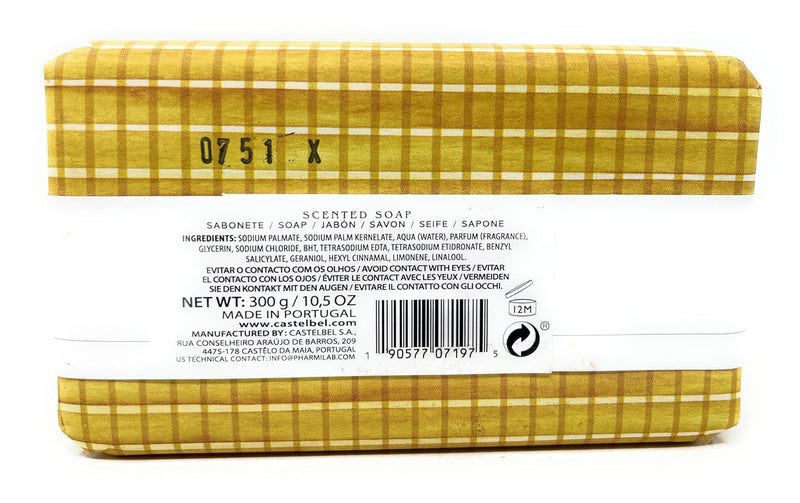 0751 X
SCENTED SOAP
SABONETE / SOAP / JABÓN / SAVON / SEIFE / SAPONE
INGREDIENTS: SODIUM PALMATE, SODIUM PALM KERNELATE, AQUA (WATER), PARFUM (FRAGRANCE),
GLYCERIN, SODIUM CHLORIDE, BHT, TETRASODIUM EDTA, TETRASODIUM ETIDRONATE, BENZYL
SALICYLATE, GERANIOL, HEXYL CINNAMAL, LIMONENE, LINALOOL.
EVITAR O CONTACTO COM OS OLHOS / AVOID CONTACT WITH EYES / EVITAR
EL CONTACTO CON LOS OJOS / ÉVITER LE CONTACT AVEC LES YEUX / VERMEIDEN
SIE DEN KONTAKT MIT DEN AUGEN / EVITARE IL CONTATTO CON GLI OCCHI.
NET WT: 300 g / 10,5 OZ
MADE IN PORTUGAL
www.castelbel.com
MANUFACTURED BY: CASTELBEL S.A.,
RUA CONSELHEIRO ARAÚJO DE BARROS, 209
4475-178 CASTÊLO DA MAIA, PORTUGAL
US TECHNICAL CONTACT: INFO@PHARMILAB.COM
1 90577 07197 5
12M
®